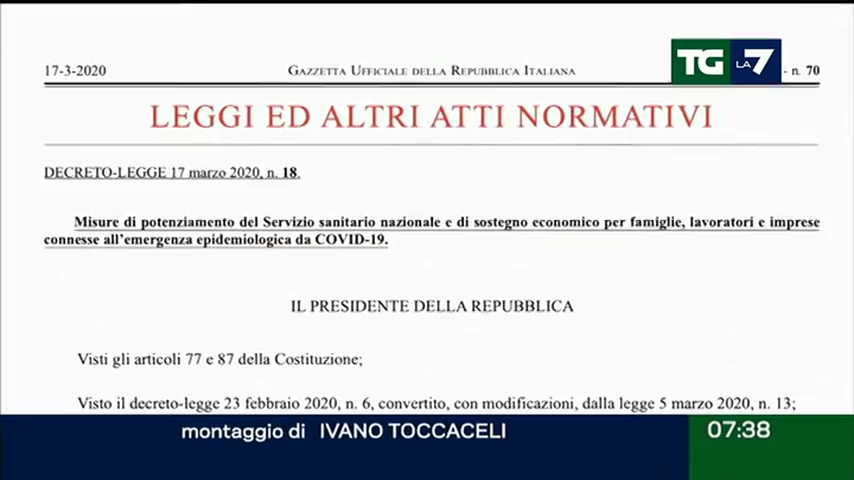 17-3-2020 GAZZETTA UFFICIALE DELLA REPUBBLICA ITALIANA - n. 70
TG LA7
LEGGI ED ALTRI ATTI NORMATIVI
DECRETO-LEGGE 17 marzo 2020, n. 18.
Misure di potenziamento del Servizio sanitario nazionale e di sostegno economico per famiglie, lavoratori e imprese
connesse all'emergenza epidemiologica da COVID-19.
IL PRESIDENTE DELLA REPUBBLICA
Visti gli articoli 77 e 87 della Costituzione;
Visto il decreto-legge 23 febbraio 2020, n. 6, convertito, con modificazioni, dalla legge 5 marzo 2020, n. 13;
montaggio di IVANO TOCCACELI 07:38